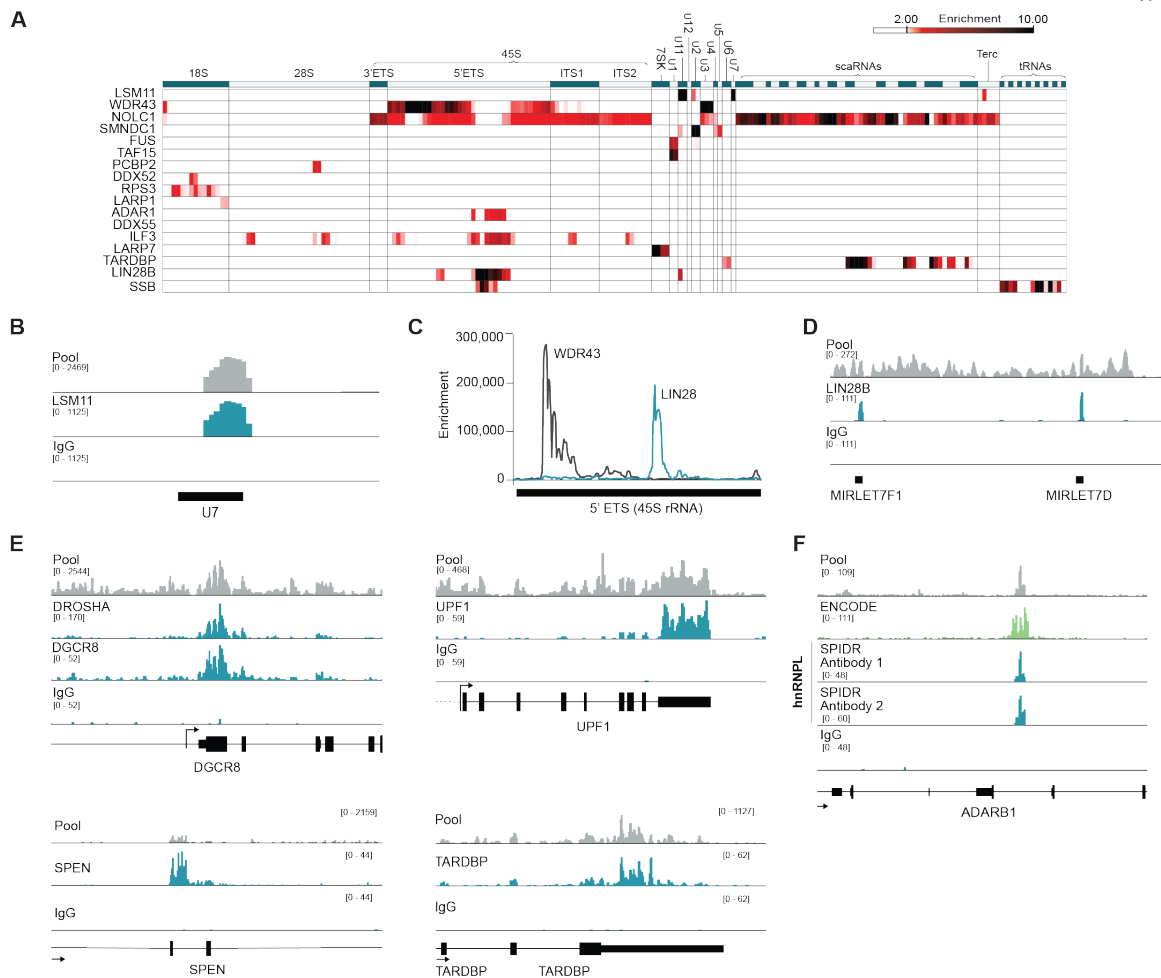 A
Enrichment
2.00
10.00
U12
U5
U11
U2
U4
U6
7SK
U1
U3
U7
Terc
45S
18S
28S
3'ETS
5'ETS
ITS1
ITS2
scaRNAs
tRNAs
LSM11
WDR43
NOLC1
SMNDC1
FUS
TAF15
PCBP2
DDX52
RPS3
LARP1
ADAR1
DDX55
ILF3
LARP7
TARDBP
LIN28B
SSB
B
Pool
[0 - 2469]
LSM11
[0 - 1125]
IgG
[0 - 1125]
U7
C
300,000
200,000
100,000
0
Enrichment
WDR43
LIN28
5' ETS (45S rRNA)
D
Pool
[0 - 272]
LIN28B
[0 - 111]
IgG
[0 - 111]
MIRLET7F1
MIRLET7D
E
Pool
[0 - 2544]
DROSHA
[0 - 170]
DGCR8
[0 - 52]
IgG
[0 - 52]
DGCR8
Pool
[0 - 468]
UPF1
[0 - 59]
IgG
[0 - 59]
UPF1
[0 - 2159]
Pool
[0 - 44]
SPEN
[0 - 44]
IgG
SPEN
[0 - 1127]
Pool
[0 - 62]
TARDBP
[0 - 62]
IgG
TARDBP
TARDBP
F
Pool
[0 - 109]
ENCODE
[0 - 111]
hnRNPL
SPIDR
Antibody 1
[0- 48]
SPIDR
Antibody 2
[0 - 60]
IgG
[0 - 48]
ADARB1